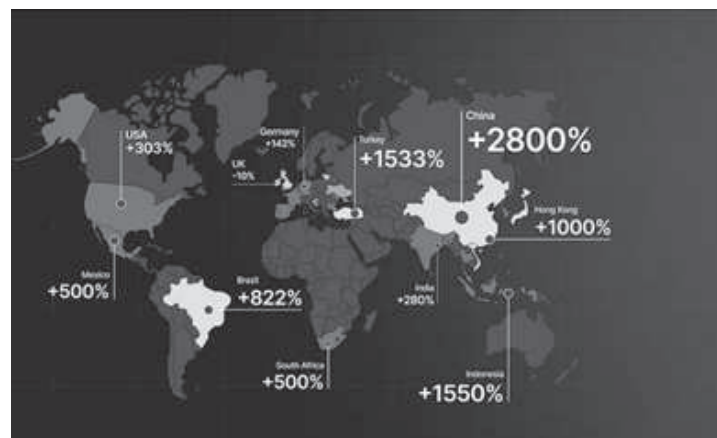 China
+2800%
USA
+303%
Germany
+142%
Turkey
+1533%
UK
-10%
Hong Kong
+1000%
Mexico
+500%
Brazil
+822%
India
+280%
South Africa
+500%
Indonesia
+1550%